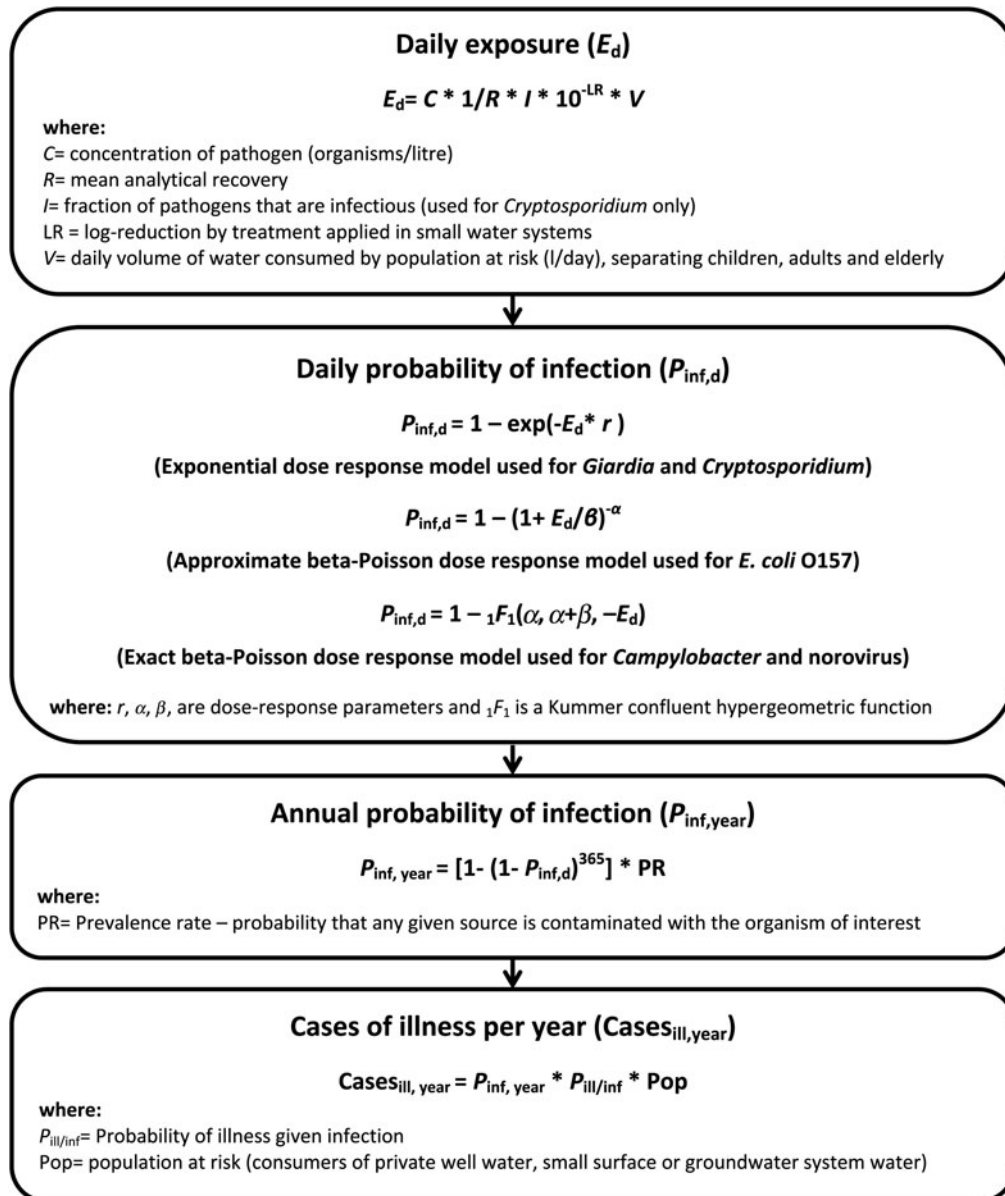 Daily exposure (Ed)
Ed= C * 1/R * I * 10-LR * V
where:
C= concentration of pathogen (organisms/litre)
R= mean analytical recovery
I= fraction of pathogens that are infectious (used for Cryptosporidium only)
LR = log-reduction by treatment applied in small water systems
V= daily volume of water consumed by population at risk (l/day), separating children, adults and elderly
Daily probability of infection (Pinf,d)
Pinf,d = 1 – exp(-Ed* r )
(Exponential dose response model used for Giardia and Cryptosporidium)
Pinf,d = 1 – (1+ Ed/β)-α
(Approximate beta-Poisson dose response model used for E. coli O157)
Pinf,d = 1 – 1F1(α, α+β, –Ed)
(Exact beta-Poisson dose response model used for Campylobacter and norovirus)
where: r, α, β, are dose-response parameters and 1F1 is a Kummer confluent hypergeometric function
Annual probability of infection (Pinf,year)
Pinf, year = [1- (1- Pinf,d)365] * PR
where:
PR= Prevalence rate – probability that any given source is contaminated with the organism of interest
Cases of illness per year (Casesill,year)
Casesill, year = Pinf, year * Pill/inf * Pop
where:
Pill/inf= Probability of illness given infection
Pop= population at risk (consumers of private well water, small surface or groundwater system water)